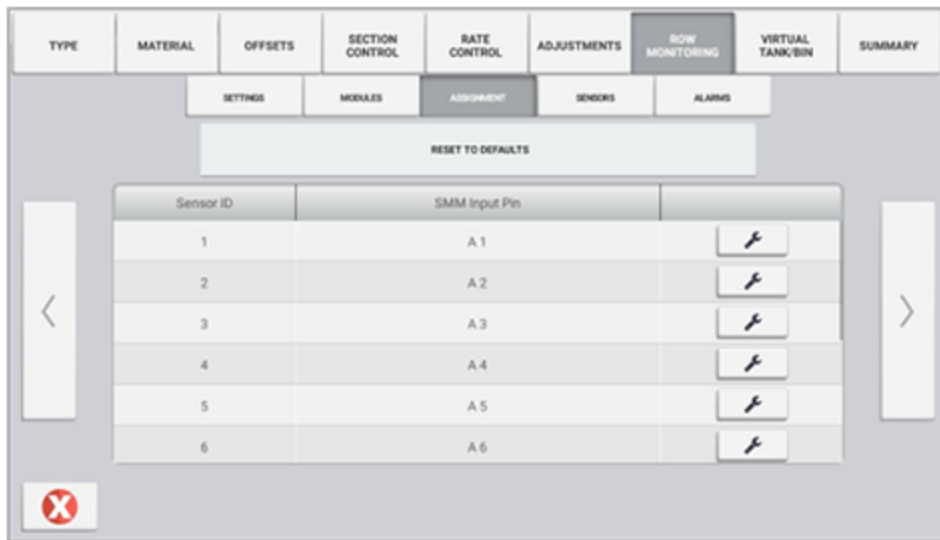 TYPE
MATERIAL
OFFSETS
SECTION
CONTROL
RATE
CONTROL
ADJUSTMENTS
ROW
MONITORING
VIRTUAL
TANK/BIN
SUMMARY
SETTINGS
MODULES
ASSIGNMENT
SENSORS
ALARMS
RESET TO DEFAULTS
Sensor ID SMM Input Pin
1 A 1
2 A 2
3 A 3
4 A 4
5 A 5
6 A 6